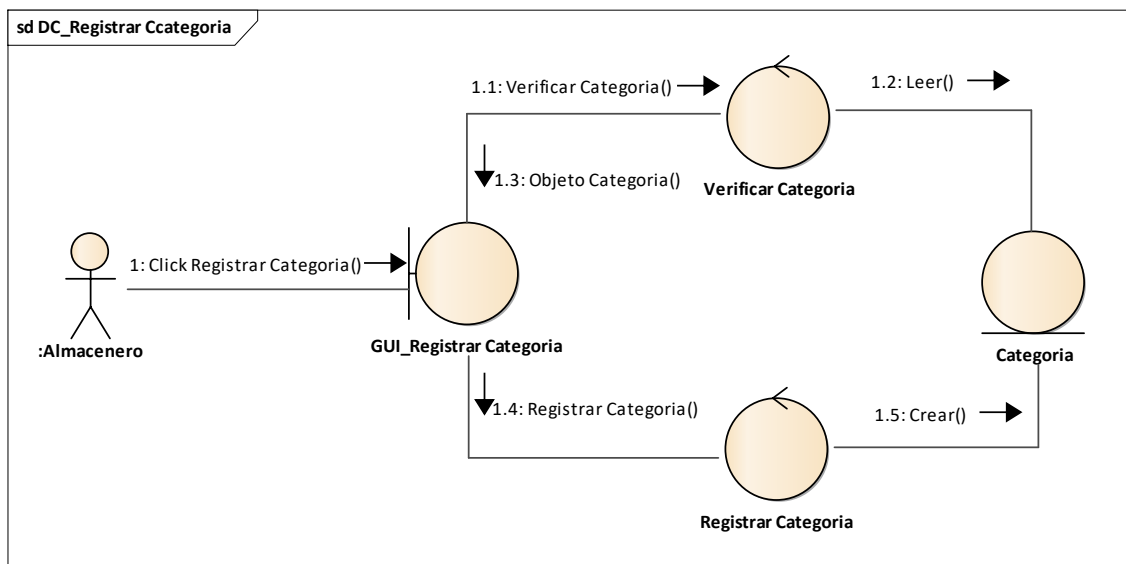 sd DC_Registrar Ccategoria
1.1: Verificar Categoria()
1.2: Leer()
1.3: Objeto Categoria()
Verificar Categoria
1: Click Registrar Categoria()
:Almacenero
GUI_Registrar Categoria
Categoria
1.4: Registrar Categoria()
1.5: Crear()
Registrar Categoria